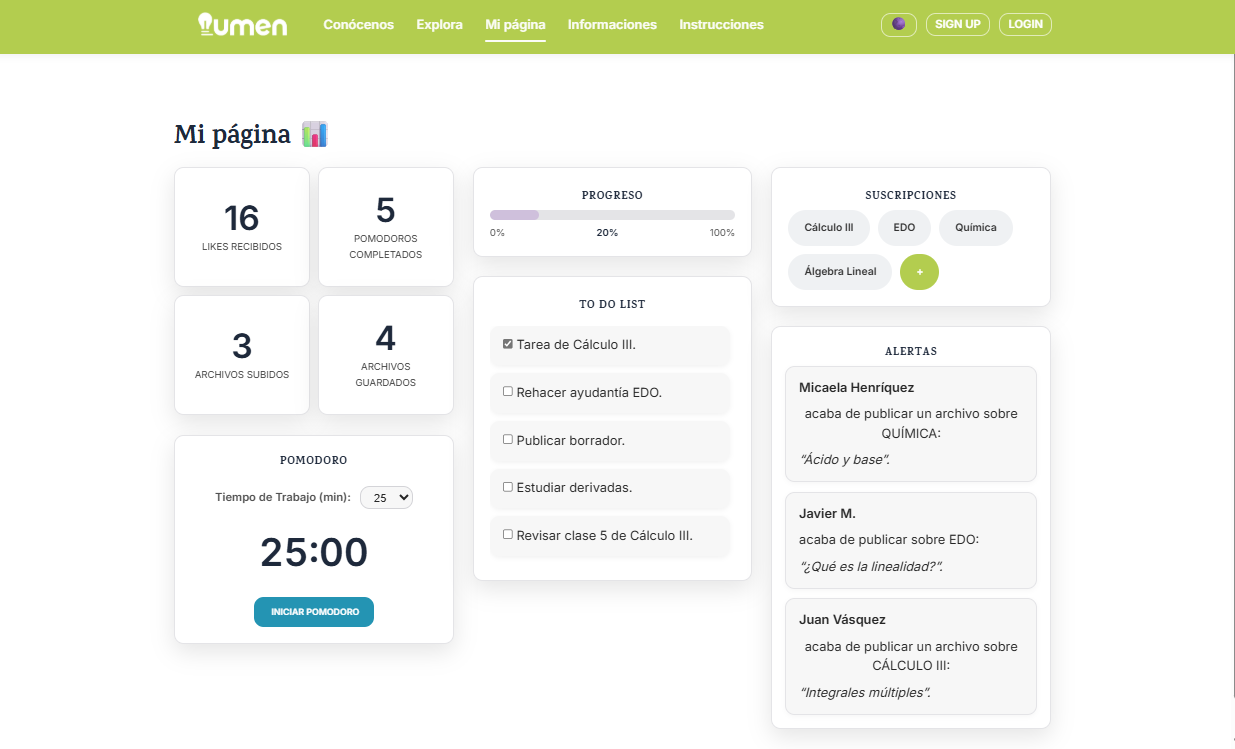 Lumen
Conócenos
Explora
Mi página
Informaciones
Instrucciones
SIGN UP
LOGIN
Mi página
16
LIKES RECIBIDOS
5
POMODOROS
COMPLETADOS
3
ARCHIVOS SUBIDOS
4
ARCHIVOS
GUARDADOS
POMODORO
Tiempo de Trabajo (min): 25
25:00
INICIAR POMODORO
PROGRESO
0% 20% 100%
TO DO LIST
Tarea de Cálculo III.
Rehacer ayudantía EDO.
Publicar borrador.
Estudiar derivadas.
Revisar clase 5 de Cálculo III.
SUSCRIPCIONES
Cálculo III
EDO
Química
Álgebra Lineal
+
ALERTAS
Micaela Henríquez
acaba de publicar un archivo sobre
QUÍMICA:
“Ácido y base”.
Javier M.
acaba de publicar sobre EDO:
“¿Qué es la linealidad?”.
Juan Vásquez
acaba de publicar un archivo sobre
CÁLCULO III:
“Integrales múltiples”.